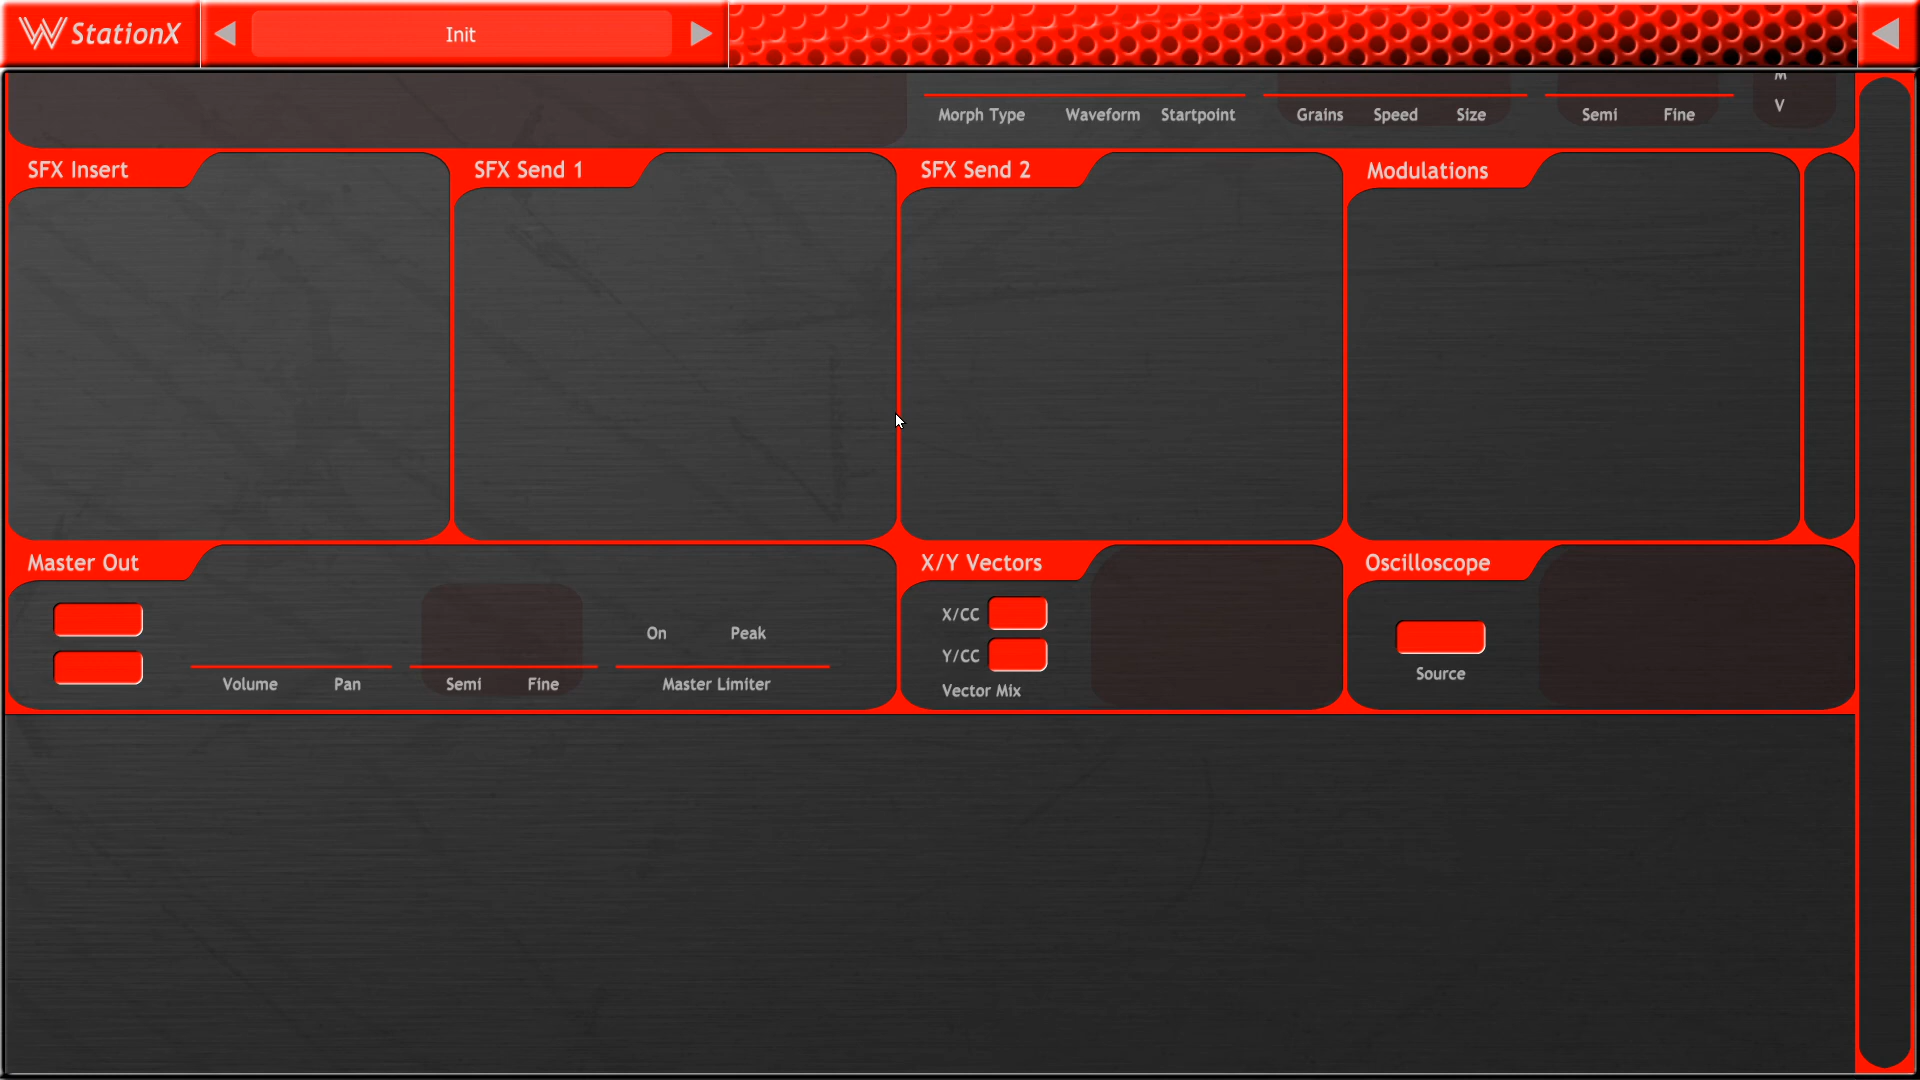 StationX
Init
M
Morph Type Waveform Startpoint Grains Speed Size Semi Fine V
SFX Insert SFX Send 1 SFX Send 2 Modulations
Master Out X/Y Vectors Oscilloscope
X/CC
On Peak
Y/CC
Source
Volume Pan Semi Fine Master Limiter
Vector Mix